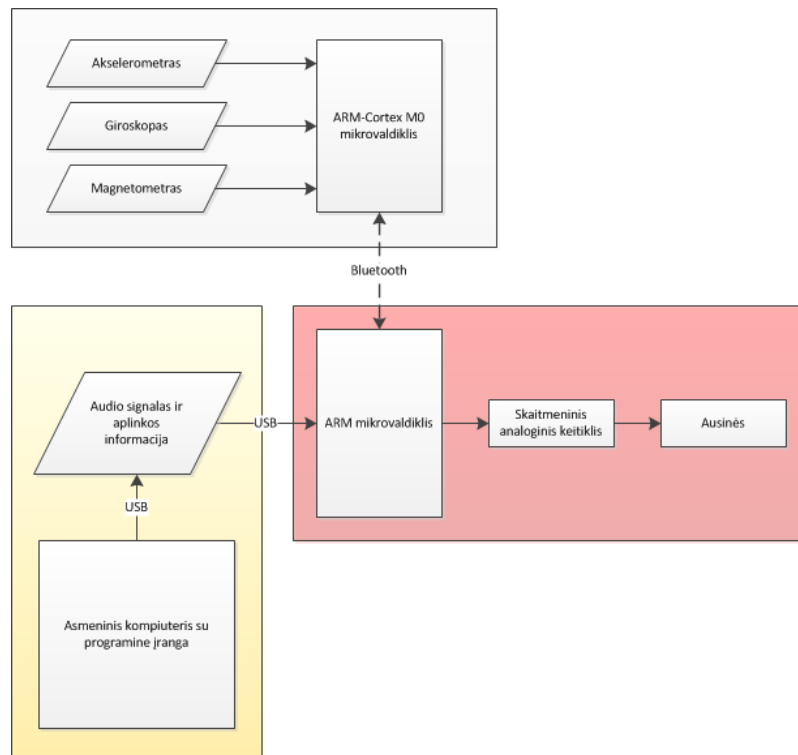 Akselerometras
Giroskopas
Magnetometras
ARM-Cortex M0
mikrovaldiklis
Bluetooth
Audio signalas ir
aplinkos
informacija
USB
ARM mikrovaldiklis
Skaitmeninis
analoginis keitiklis
Ausinės
USB
Asmeninis kompiuteris su
programine įranga